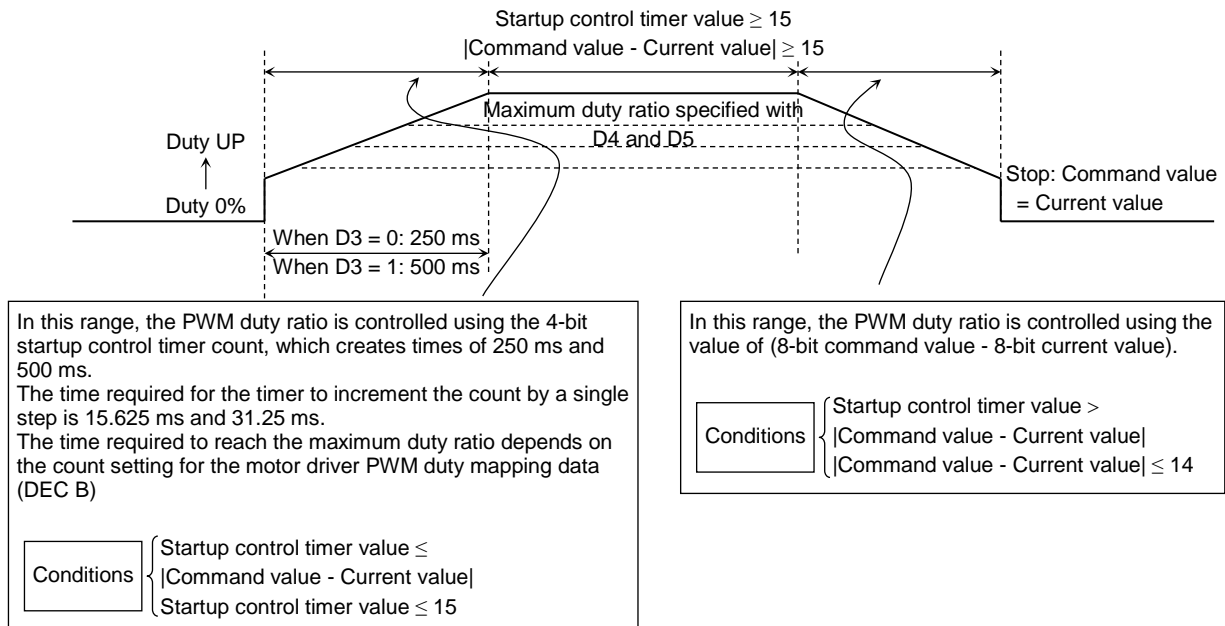 Startup control timer value ≥ 15
|Command value - Current value| ≥ 15
Maximum duty ratio specified with
D4 and D5
Duty UP
Duty 0%
Stop: Command value
= Current value
When D3 = 0: 250 ms
When D3 = 1: 500 ms
In this range, the PWM duty ratio is controlled using the 4-bit
startup control timer count, which creates times of 250 ms and
500 ms.
The time required for the timer to increment the count by a single
step is 15.625 ms and 31.25 ms.
The time required to reach the maximum duty ratio depends on
the count setting for the motor driver PWM duty mapping data
(DEC B)
Conditions
Startup control timer value ≤
|Command value - Current value|
Startup control timer value ≤ 15
In this range, the PWM duty ratio is controlled using the
value of (8-bit command value - 8-bit current value).
Conditions
Startup control timer value >
|Command value - Current value|
|Command value - Current value| ≤ 14